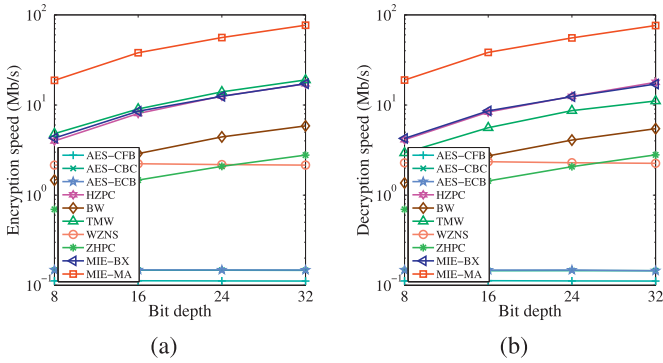 10^2
10^1
10^0
10^-1
Encryption speed (Mb/s)
AES-CFB
AES-CBC
AES-ECB
HZPC
BW
TMW
WZNS
ZHPC
MIE-BX
MIE-MA
8 16 24 32
Bit depth
(a)
10^2
10^1
10^0
10^-1
Decryption speed (Mb/s)
AES-CFB
AES-CBC
AES-ECB
HZPC
BW
TMW
WZNS
ZHPC
MIE-BX
MIE-MA
8 16 24 32
Bit depth
(b)